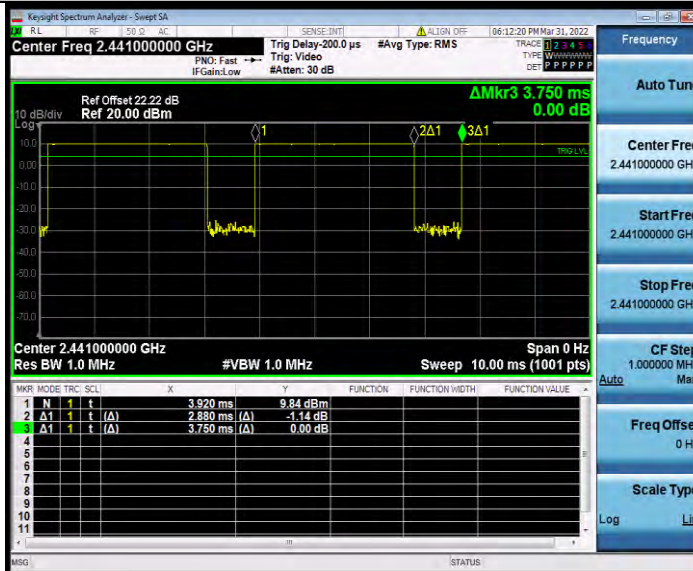 Keysight Spectrum Analyzer - Swept SA
RL RF 50 Ω AC SENSE:INT ALIGN OFF 06:12:20 PM Mar 31, 2022
Center Freq 2.441000000 GHz
Trig Delay-200.0 µs #Avg Type: RMS
TRACE 1 2 3 4 5
PNO: Fast Trig: Video
TYPE W
IFGain:Low #Atten: 30 dB
DET P P P P P P
Frequency
Auto Tun
Ref Offset 22.22 dB
10 dB/div Ref 20.00 dBm
ΔMkr3 3.750 ms
0.00 dB
Log
1 2Δ1 3Δ1
TRIG LVL
10.0
0.00
-10.0
-20.0
-30.0
-40.0
-50.0
-60.0
-70.0
Center Fre
2.441000000 GH
Start Fre
2.441000000 GH
Stop Fre
2.441000000 GH
Center 2.441000000 GHz Span 0 Hz
Res BW 1.0 MHz #VBW 1.0 MHz Sweep 10.00 ms (1001 pts)
CF Step
1.000000 MH
Auto Ma
Freq Offse
0 H
Scale Type
Log Li
MKR MODE TRC SCL X Y FUNCTION FUNCTION WIDTH FUNCTION VALUE
1 N 1 t 3.920 ms 9.84 dBm
2 Δ1 1 t (Δ) 2.880 ms (Δ) -1.14 dB
3 Δ1 1 t (Δ) 3.750 ms (Δ) 0.00 dB
4
5
6
7
8
9
10
11
MSG STATUS